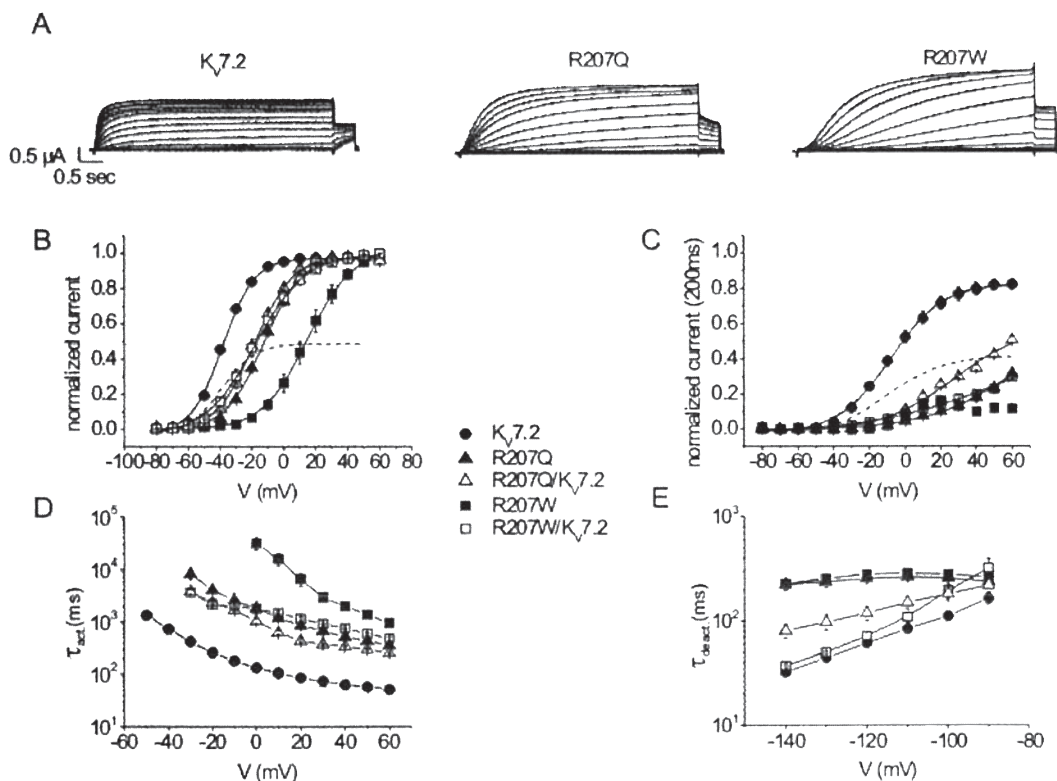 A
Kv7.2
R207Q
R207W
0.5 µA
0.5 sec
B
normalized current
1.0
0.8
0.6
0.4
0.2
0.0
-100 -80 -60 -40 -20 0 20 40 60 80
V (mV)
C
normalized current (200ms)
1.0
0.8
0.6
0.4
0.2
0.0
-80 -60 -40 -20 0 20 40 60
V (mV)
Kv7.2
R207Q
R207Q/Kv7.2
R207W
R207W/Kv7.2
D
τact (ms)
10^5
10^4
10^3
10^2
10^1
-60 -40 -20 0 20 40 60
V (mV)
E
τdeact (ms)
10^3
10^2
10^1
-140 -120 -100 -80
V (mV)